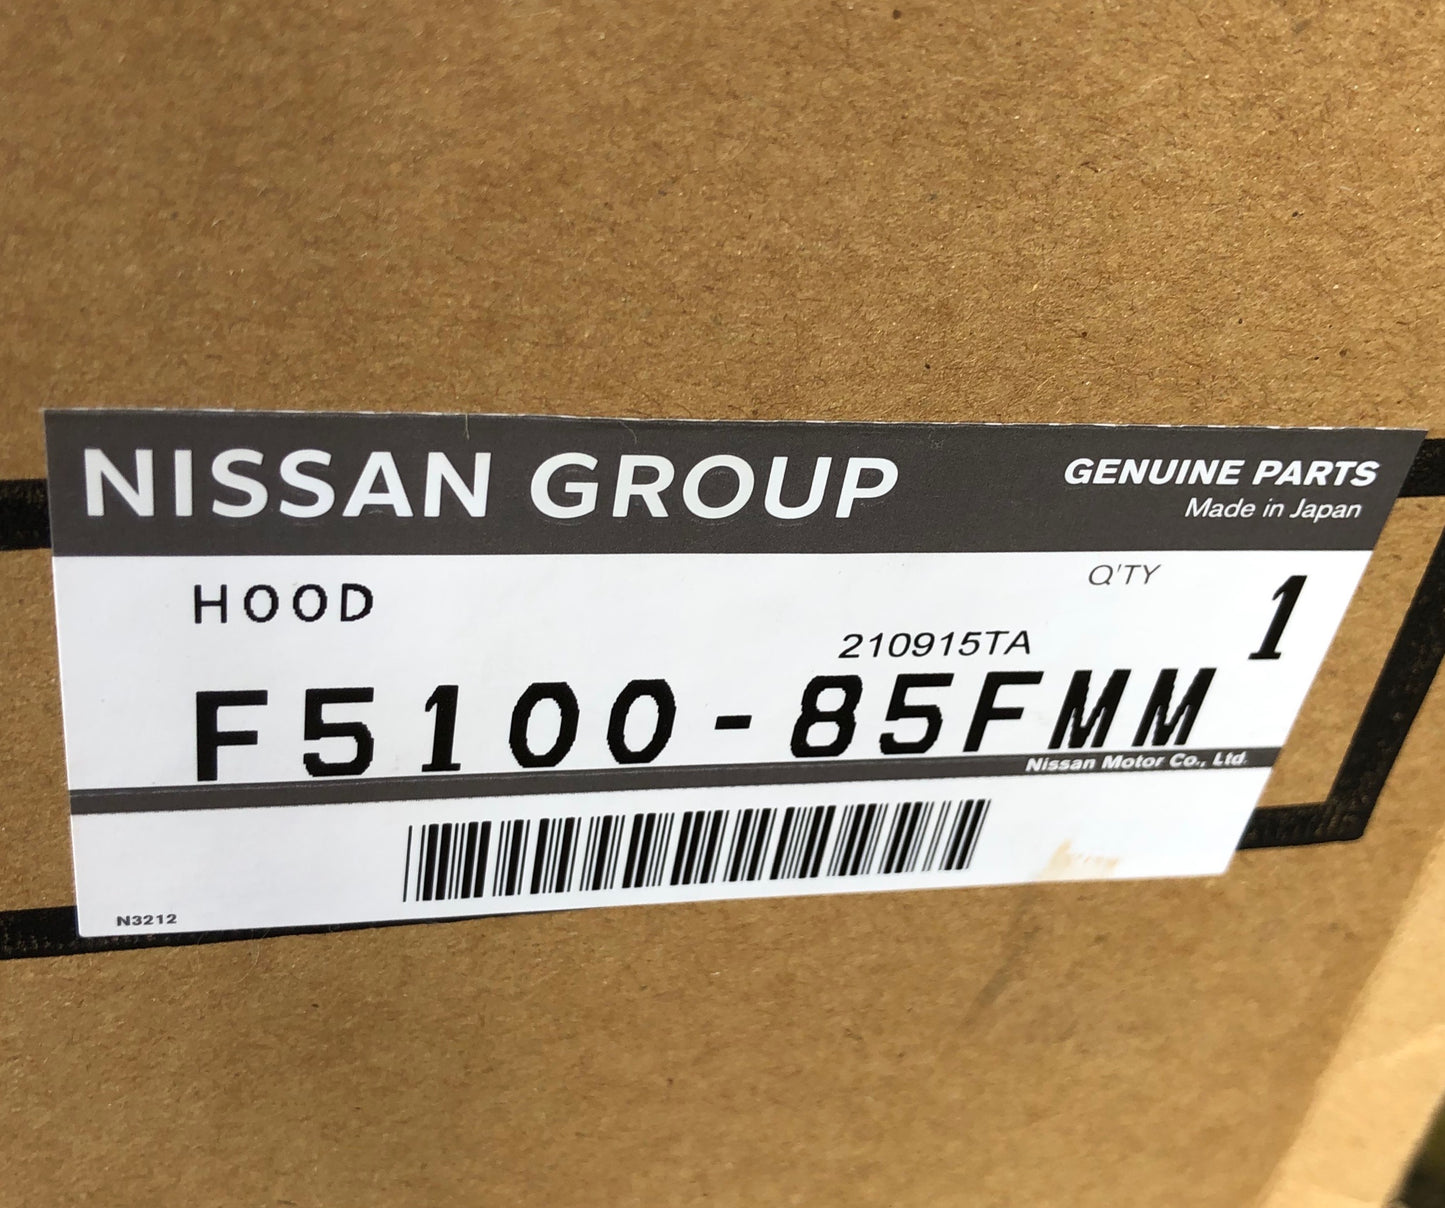 NISSAN GROUP
GENUINE PARTS
Made in Japan
HOOD
Q'TY
1
210915TA
F5100-85FMM
Nissan Motor Co., Ltd.
N3212